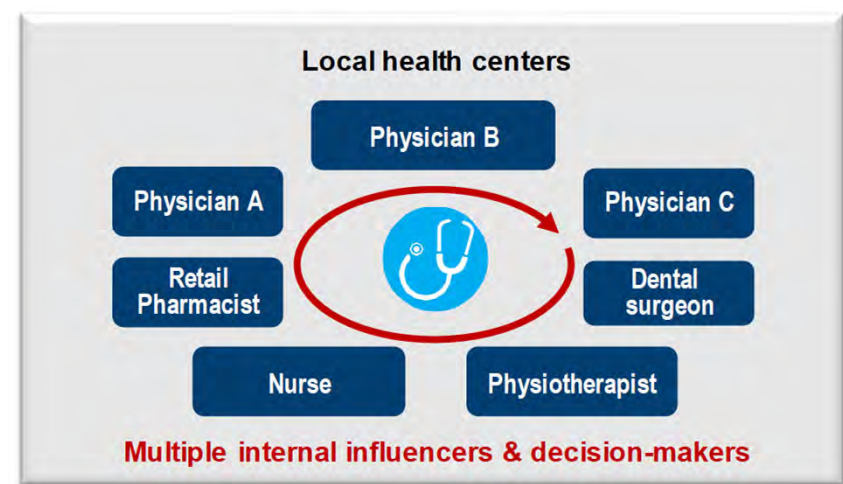 Local health centers
Physician B
Physician A
Physician C
Retail
Pharmacist
Dental
surgeon
Nurse
Physiotherapist
Multiple internal influencers & decision-makers